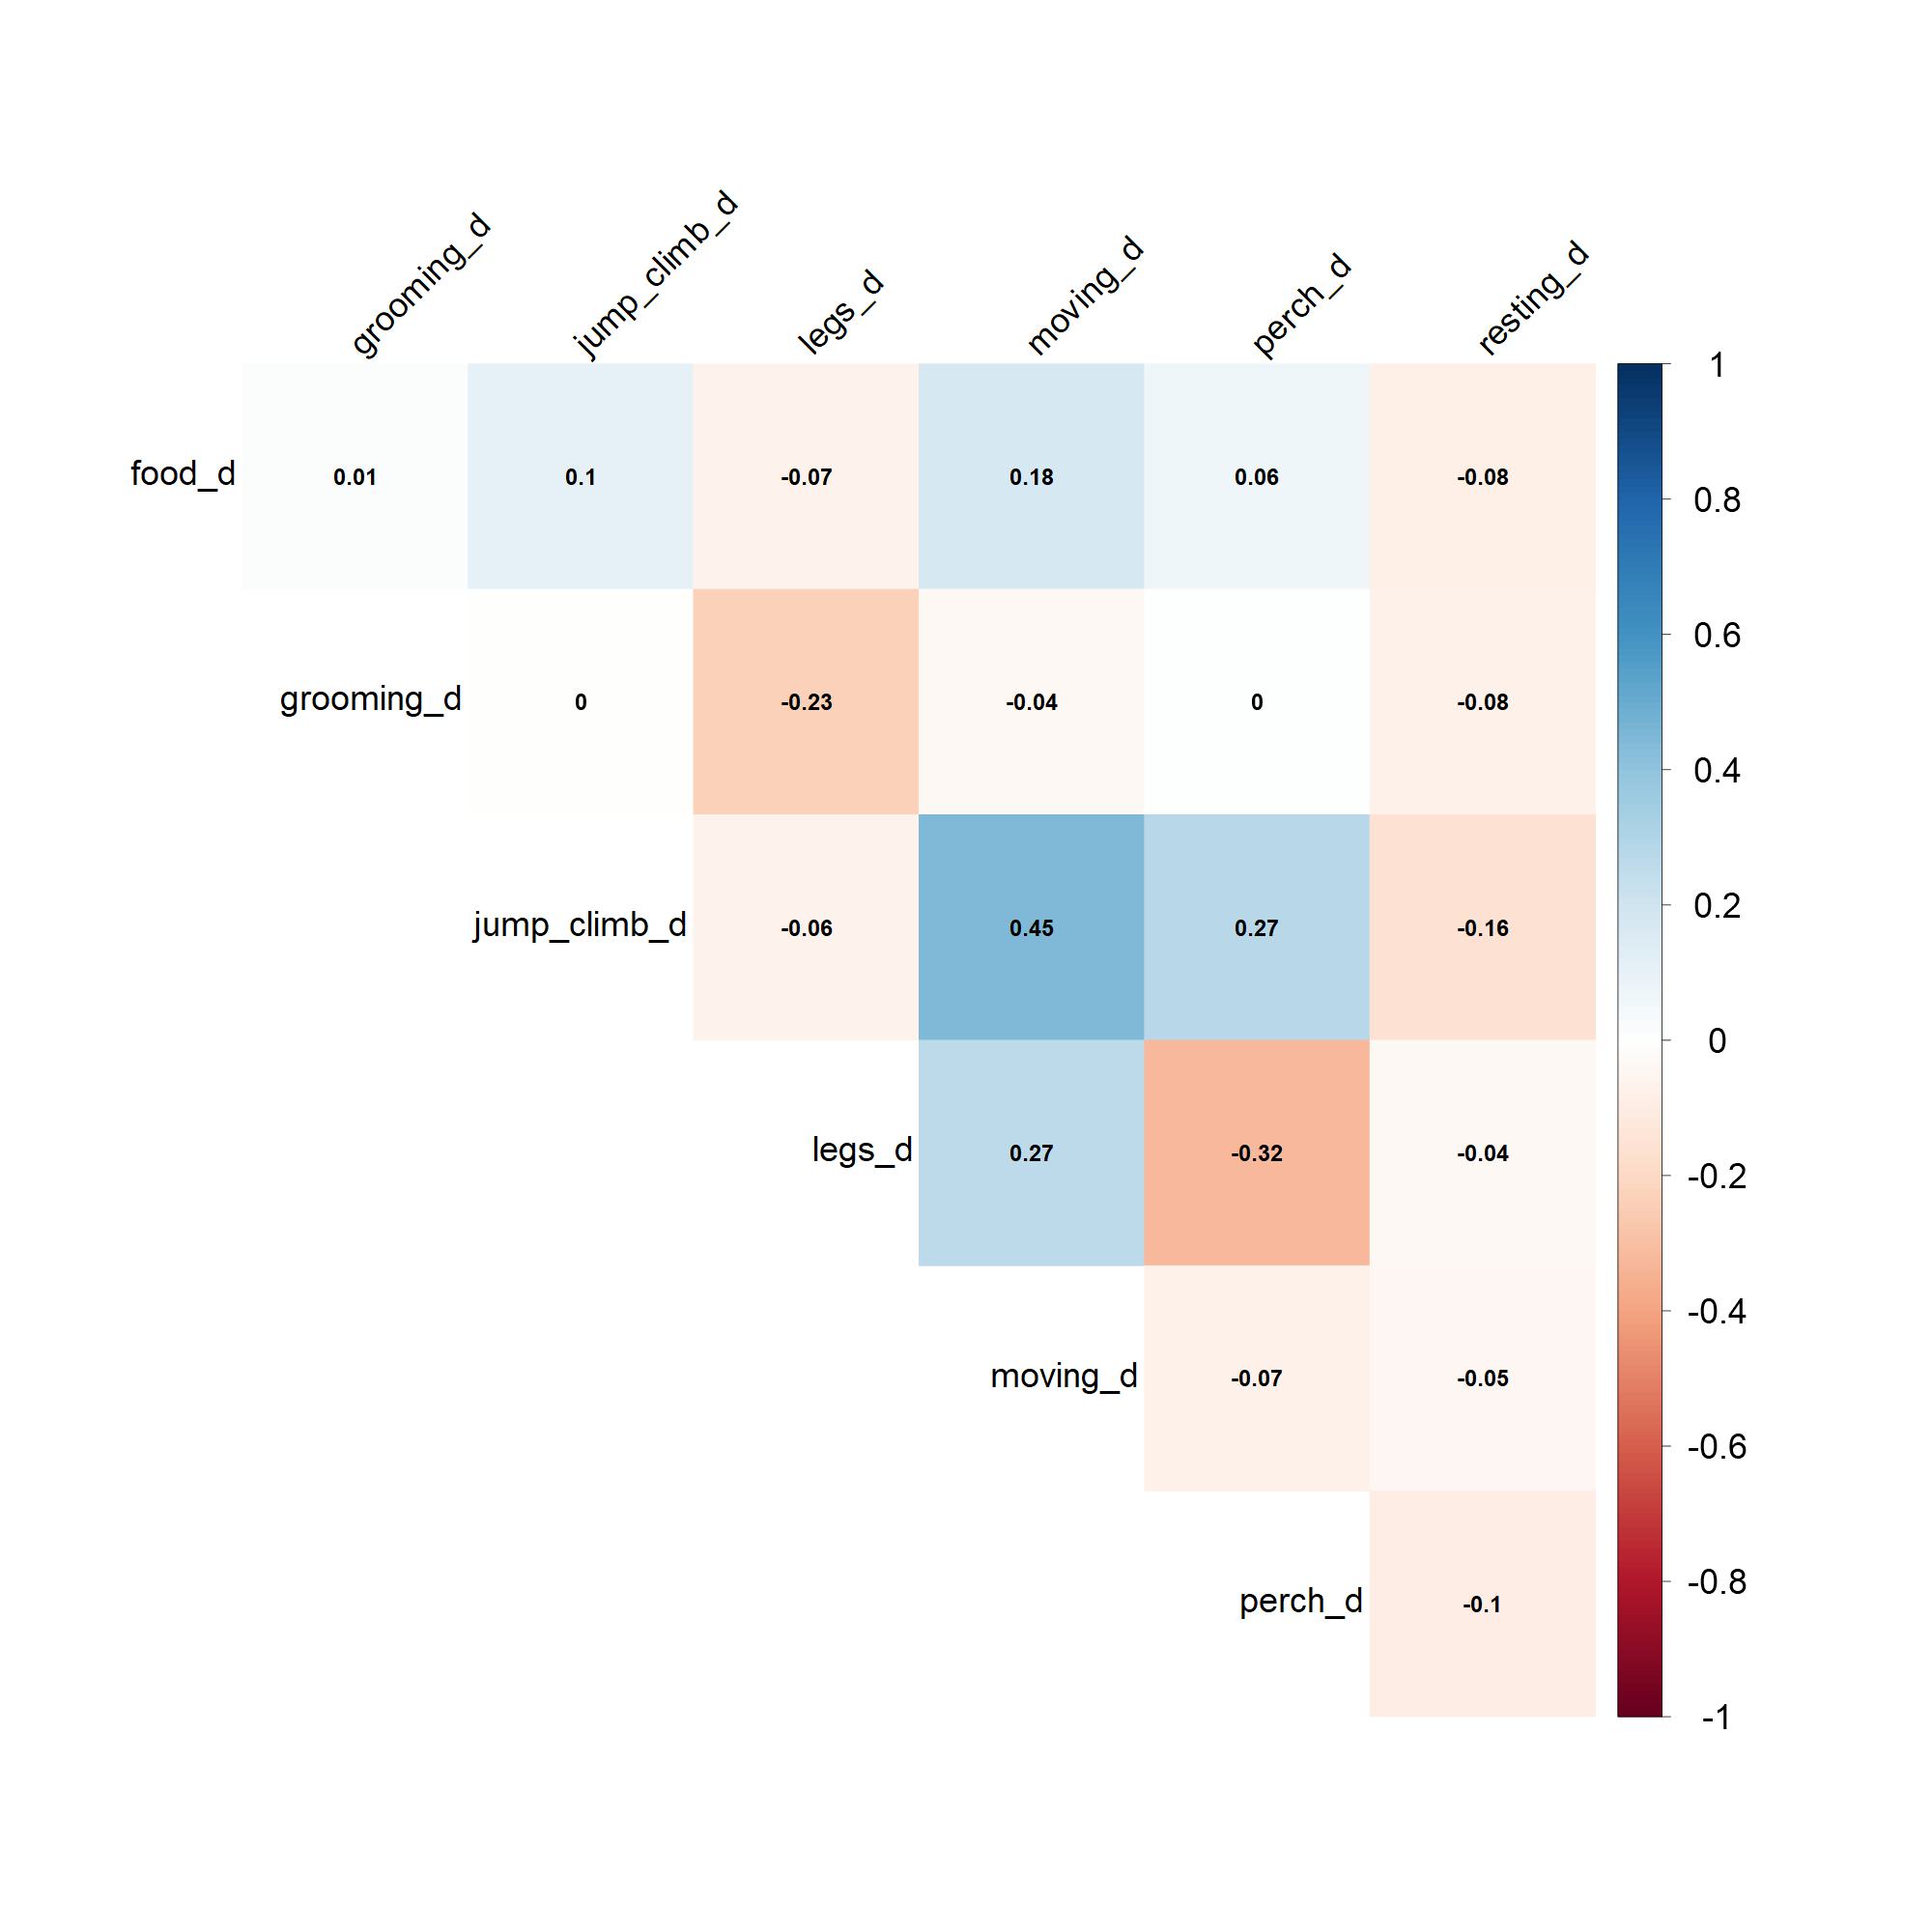 grooming_d jump_climb_d legs_d moving_d perch_d resting_d
1
food_d 0.01 0.1 -0.07 0.18 0.06 -0.08
0.8
0.6
grooming_d 0 -0.23 -0.04 0 -0.08
0.4
0.2
jump_climb_d -0.06 0.45 0.27 -0.16
0
legs_d 0.27 -0.32 -0.04
-0.2
-0.4
moving_d -0.07 -0.05
-0.6
-0.8
perch_d -0.1
-1